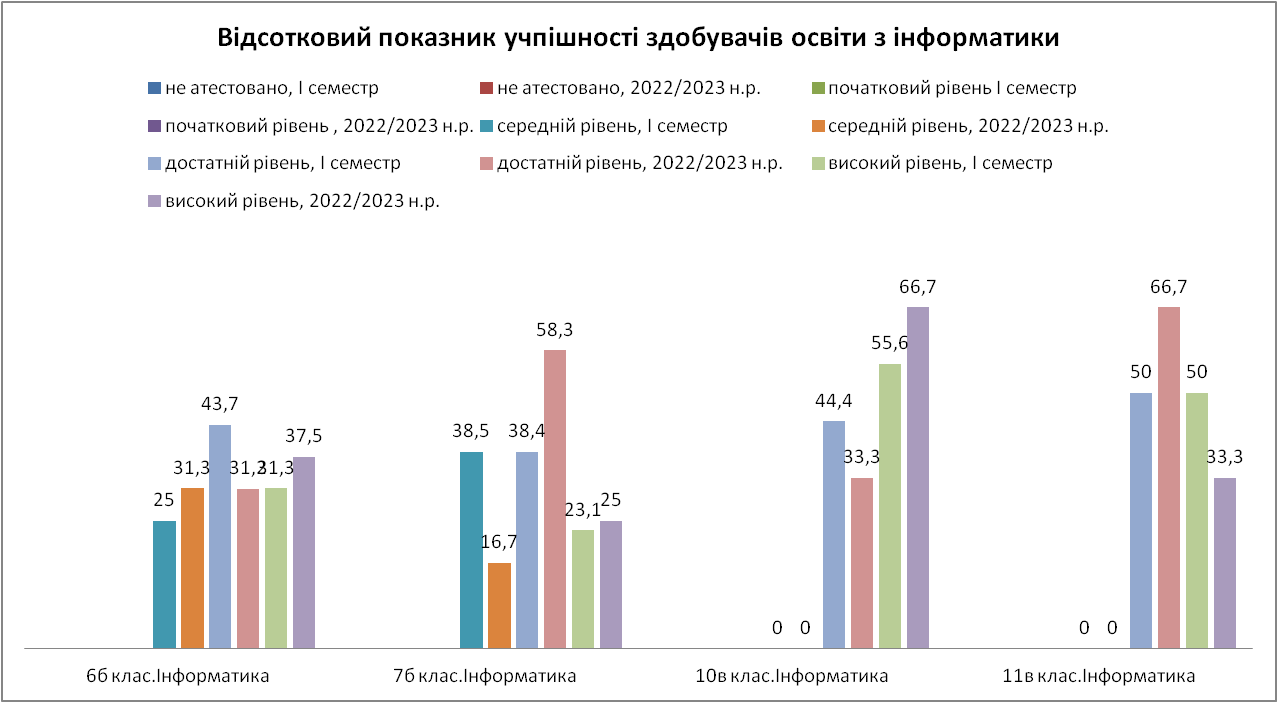 Відсотковий показник учпішності здобувачів освіти з інформатики
не атестовано, І семестр не атестовано, 2022/2023 н.р. початковий рівень І семестр
початковий рівень , 2022/2023 н.р. середній рівень, І семестр середній рівень, 2022/2023 н.р.
достатній рівень, І семестр достатній рівень, 2022/2023 н.р. високий рівень, І семестр
високий рівень, 2022/2023 н.р.
25 31,3 43,7 31,2 31,3 37,5
38,5 16,7 38,4 58,3 23,1 25
0 0 44,4 33,3 55,6 66,7
0 0 50 66,7 50 33,3
6б клас.Інформатика 7б клас.Інформатика 10в клас.Інформатика 11в клас.Інформатика